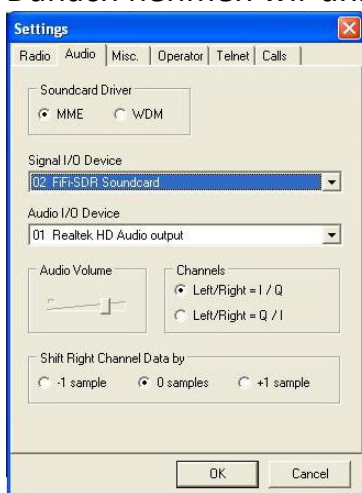 Settings
Radio Audio Misc. Operator Telnet Calls
Soundcard Driver
MME WDM
Signal I/O Device
02 FiFi-SDR Soundcard
Audio I/O Device
01 Realtek HD Audio output
Audio Volume
Channels
Left/Right = I / Q
Left/Right = Q / I
Shift Right Channel Data by
-1 sample 0 samples +1 sample
OK Cancel